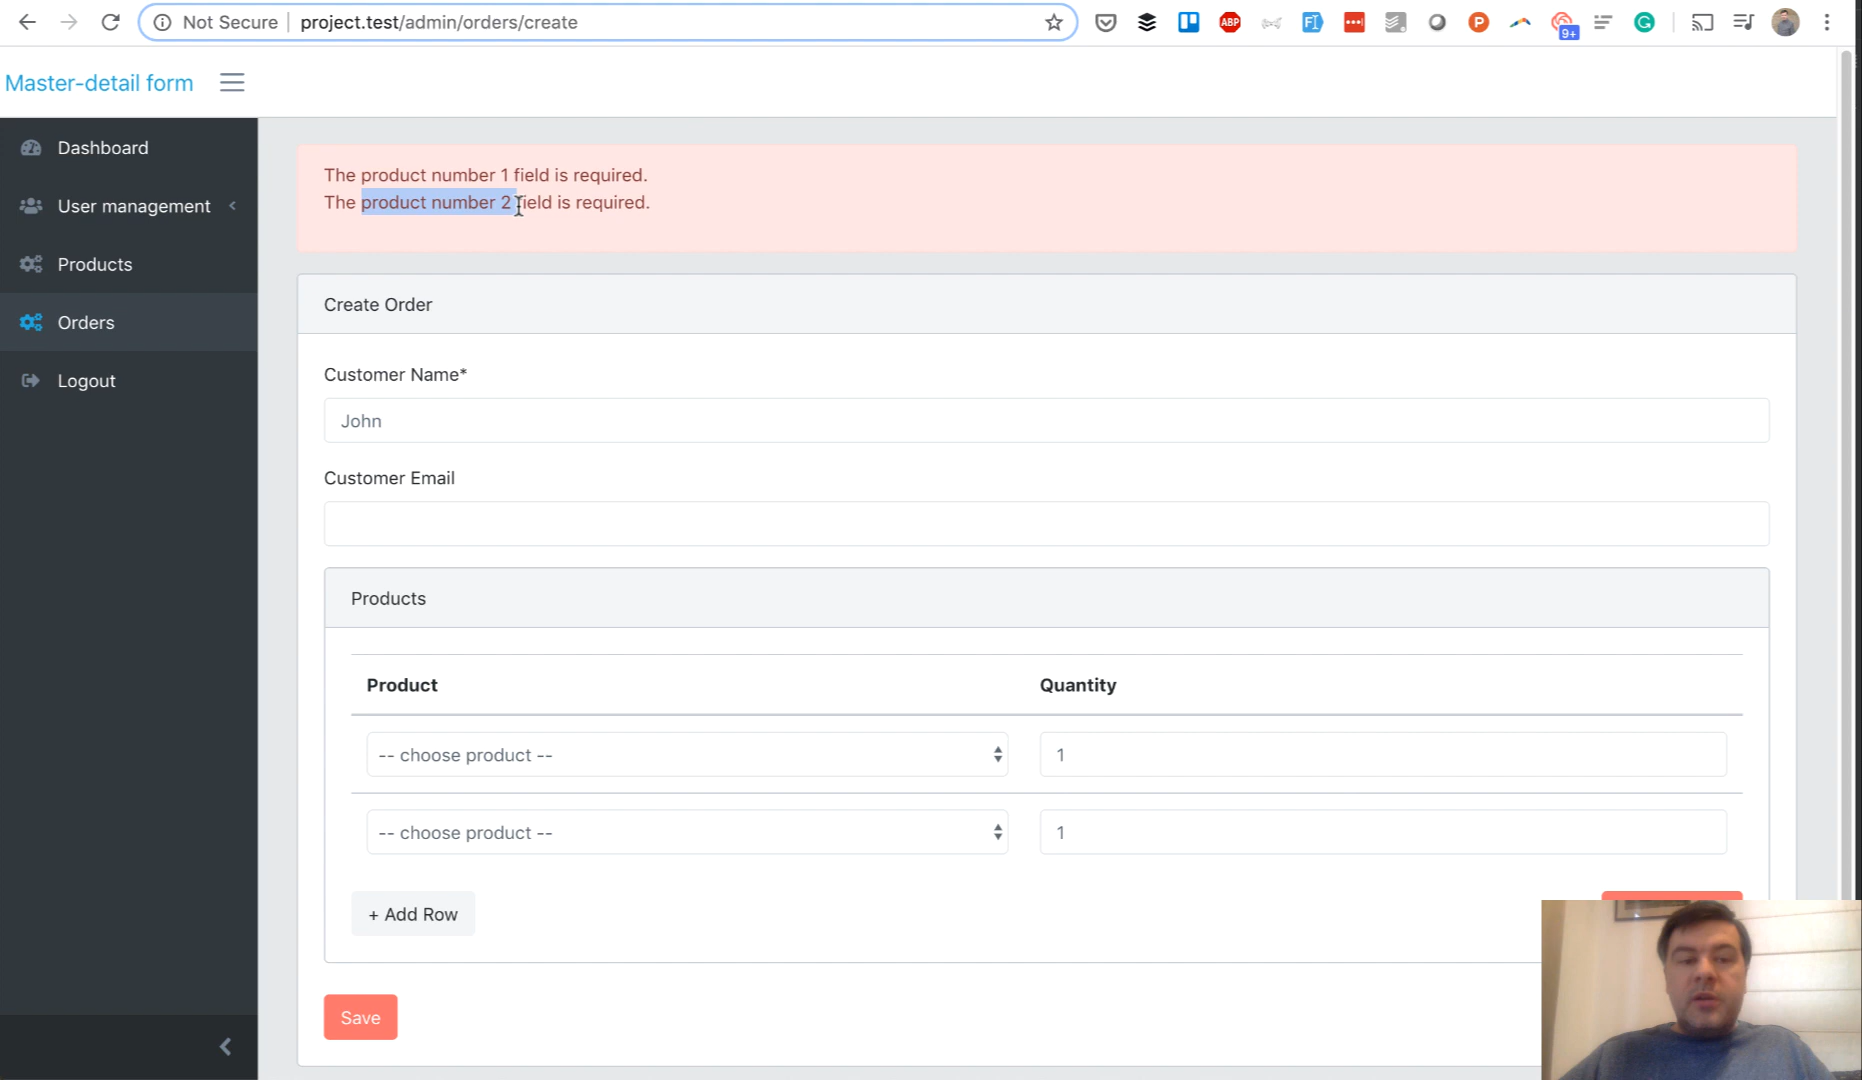 Not Secure | project.test/admin/orders/create
ABP
P
9+
G
Master-detail form
Dashboard
User management
Products
Orders
Logout
The product number 1 field is required.
The product number 2 field is required.
Create Order
Customer Name*
John
Customer Email
Products
Product Quantity
-- choose product -- 1
-- choose product -- 1
+ Add Row
Save